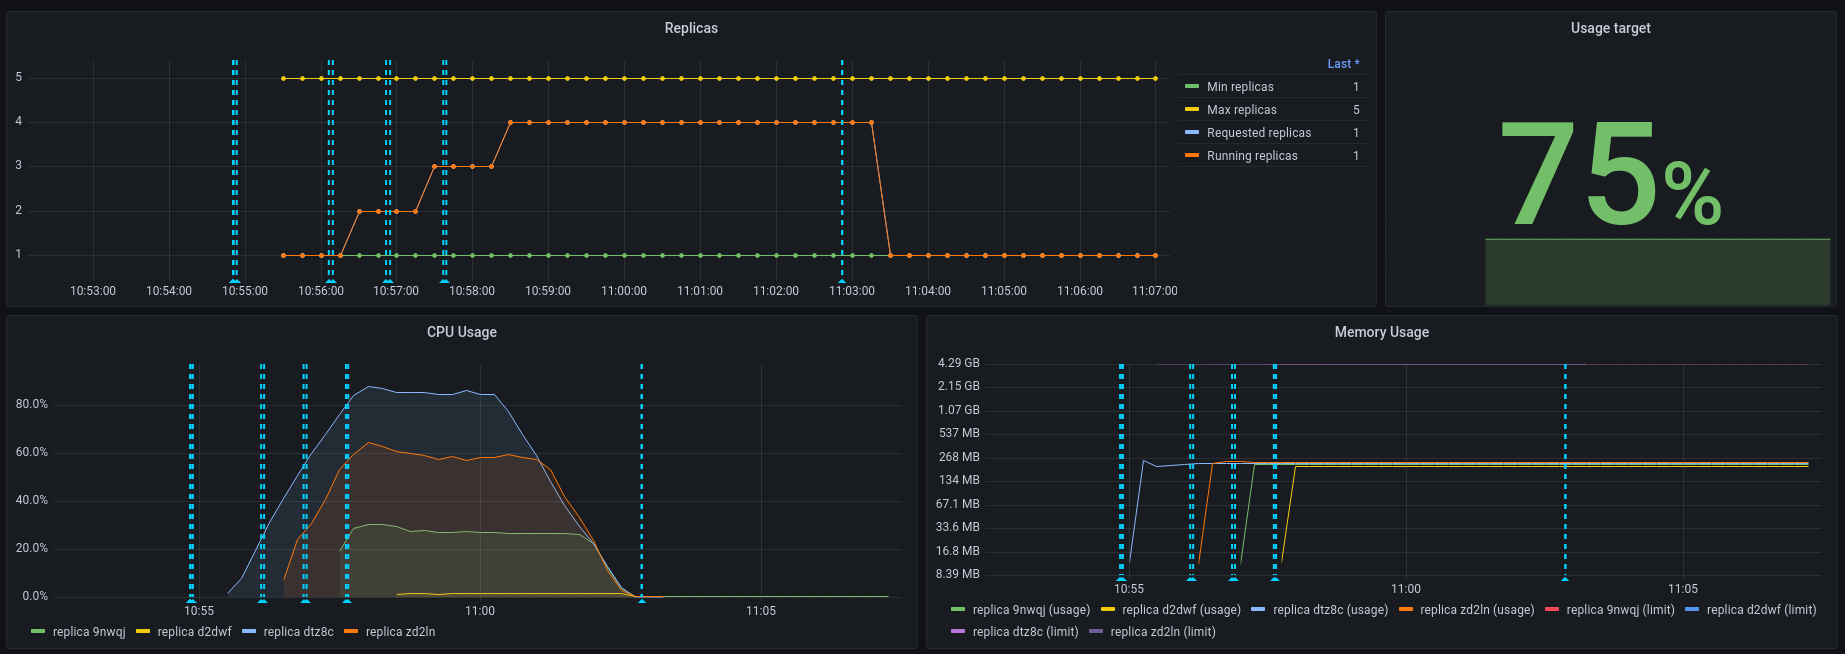 Replicas
5
4
3
2
1
10:53:00 10:54:00 10:55:00 10:56:00 10:57:00 10:58:00 10:59:00 11:00:00 11:01:00 11:02:00 11:03:00 11:04:00 11:05:00 11:06:00 11:07:00
Last *
Min replicas 1
Max replicas 5
Requested replicas 1
Running replicas 1
Usage target
75%
CPU Usage
80.0%
60.0%
40.0%
20.0%
0.0%
10:55 11:00 11:05
replica 9nwqj replica d2dwf replica dtz8c replica zd2ln
Memory Usage
4.29 GB
2.15 GB
1.07 GB
537 MB
268 MB
134 MB
67.1 MB
33.6 MB
16.8 MB
8.39 MB
10:55 11:00 11:05
replica 9nwqj (usage) replica d2dwf (usage) replica dtz8c (usage) replica zd2ln (usage) replica 9nwqj (limit) replica d2dwf (limit)
replica dtz8c (limit) replica zd2ln (limit)